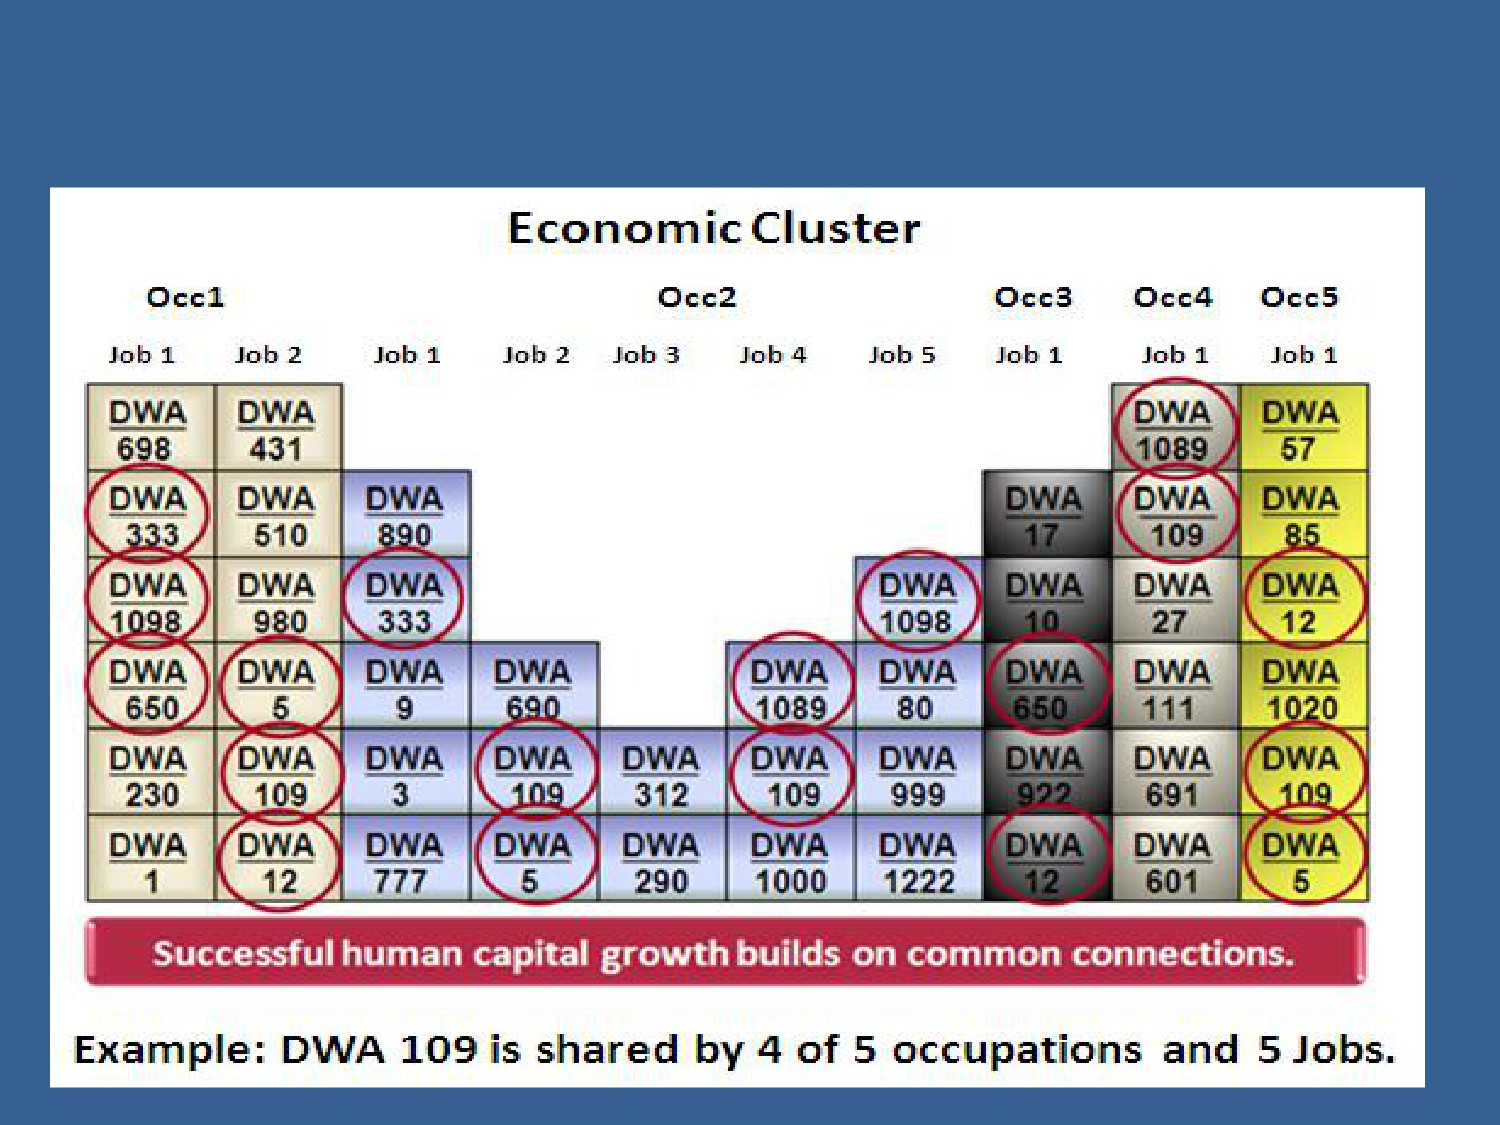 Economic Cluster
Occ1 Occ2 Occ3 Occ4 Occ5
Job 1 Job 2 Job 1 Job 2 Job 3 Job 4 Job 5 Job 1 Job 1 Job 1
DWA DWA DWA DWA
698 431 1089 57
DWA DWA DWA DWA DWA DWA
333 510 890 17 109 85
DWA DWA DWA DWA DWA DWA DWA
1098 980 333 1098 10 27 12
DWA DWA DWA DWA DWA DWA DWA DWA DWA
650 5 9 690 1089 80 650 111 1020
DWA DWA DWA DWA DWA DWA DWA DWA DWA DWA
230 109 3 109 312 109 999 922 691 109
DWA DWA DWA DWA DWA DWA DWA DWA DWA DWA
1 12 777 5 290 1000 1222 12 601 5
Successful human capital growth builds on common connections.
Example: DWA 109 is shared by 4 of 5 occupations and 5 Jobs.